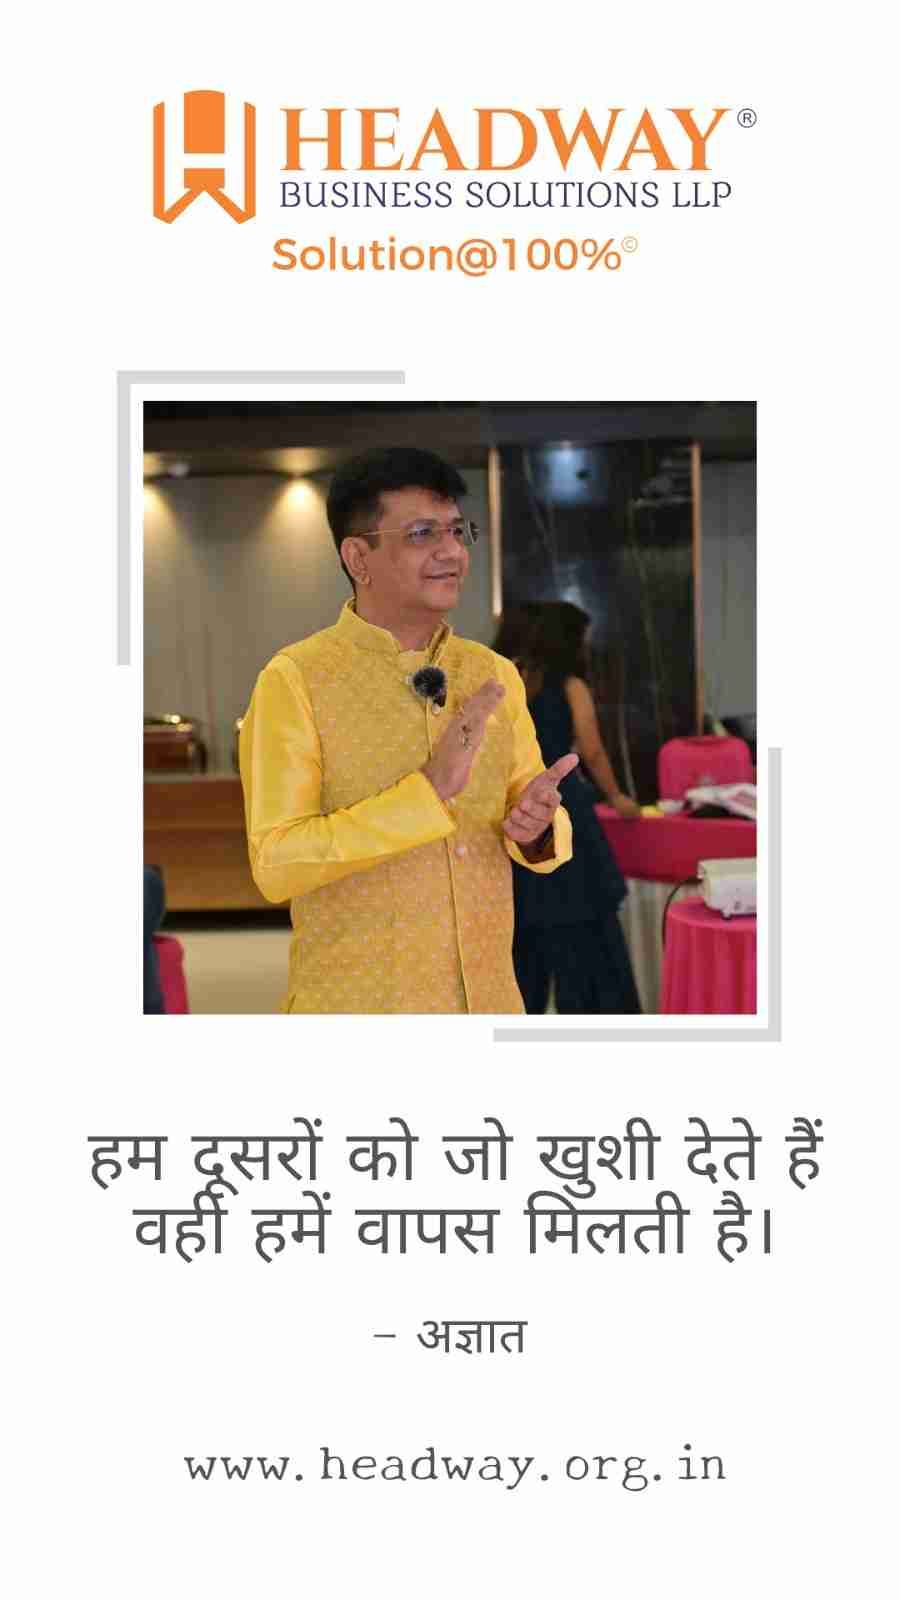 HEADWAY®
BUSINESS SOLUTIONS LLP
Solution@100%©
हम दूसरों को जो खुशी देते हैं
वही हमें वापस मिलती है।
- अज्ञात
www.headway.org.in